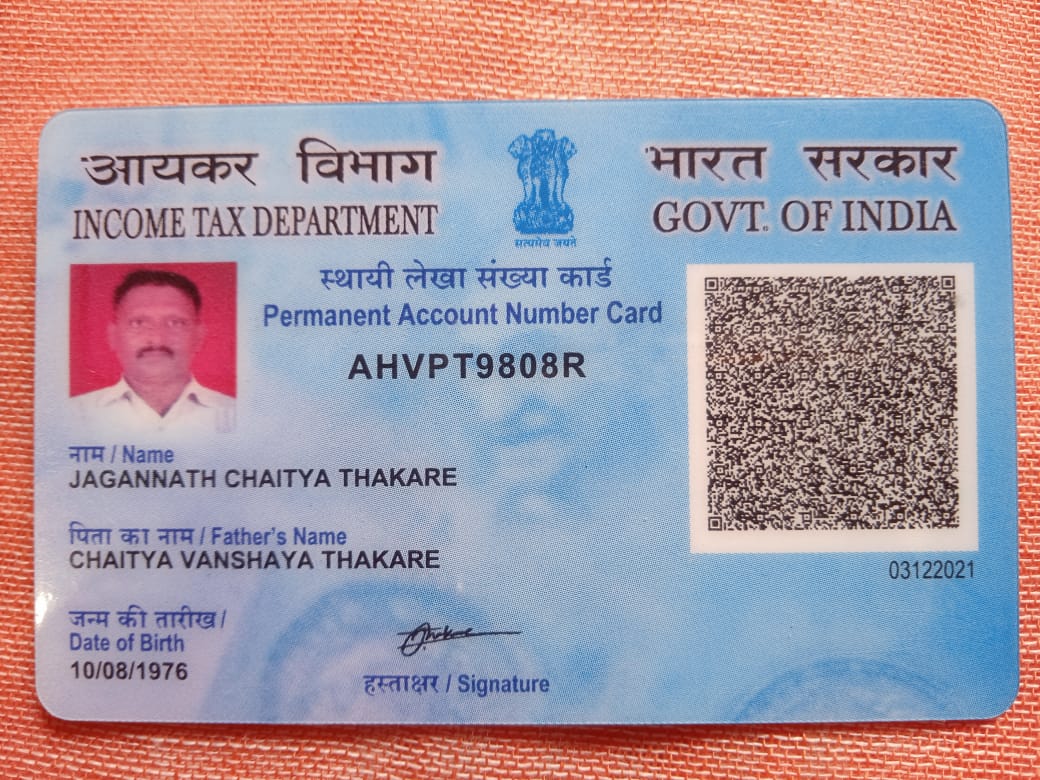 आयकर विभाग
INCOME TAX DEPARTMENT
सत्यमेव जयते
भारत सरकार
GOVT. OF INDIA
स्थायी लेखा संख्या कार्ड
Permanent Account Number Card
AHVPT9808R
नाम / Name
JAGANNATH CHAITYA THAKARE
पिता का नाम / Father's Name
CHAITYA VANSHAYA THAKARE
03122021
जन्म की तारीख /
Date of Birth
10/08/1976
हस्ताक्षर / Signature